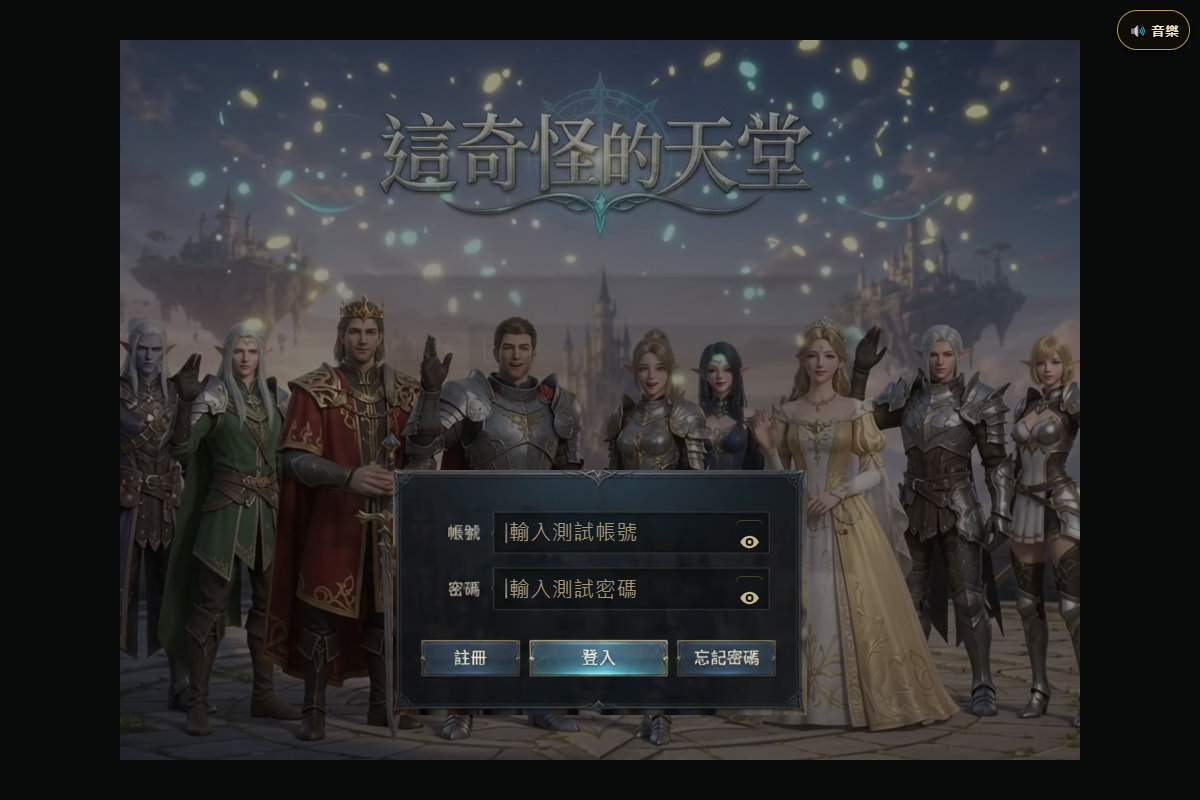 音樂
這奇怪的天堂
帳號
輸入測試帳號
密碼
輸入測試密碼
註冊 登入 忘記密碼